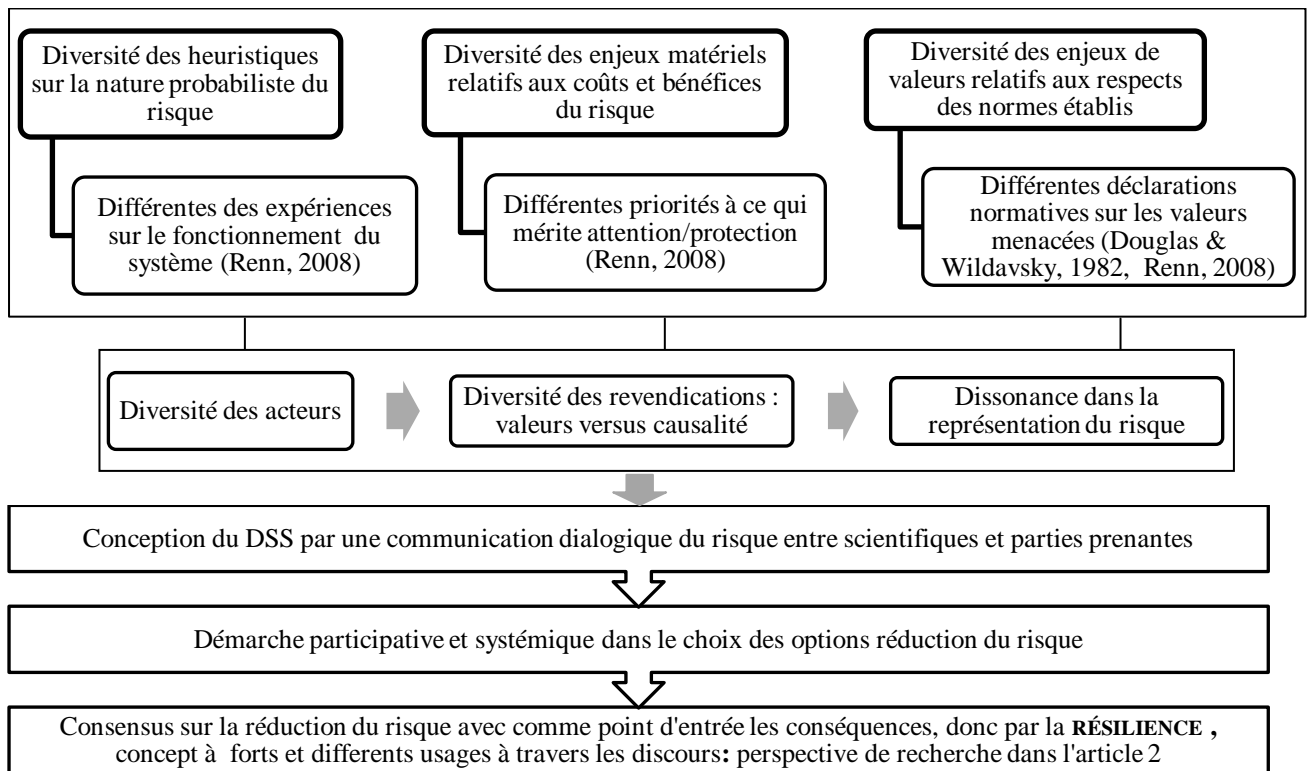 Diversité des heuristiques
sur la nature probabiliste du
risque
Différentes des expériences
sur le fonctionnement du
système (Renn, 2008)
Diversité des enjeux matériels
relatifs aux coûts et bénéfices
du risque
Différentes priorités à ce qui
mérite attention/protection
(Renn, 2008)
Diversité des enjeux de
valeurs relatifs aux respects
des normes établis
Différentes déclarations
normatives sur les valeurs
menacées (Douglas &
Wildavsky, 1982, Renn, 2008)
Diversité des acteurs
Diversité des revendications :
valeurs versus causalité
Dissonance dans la
représentation du risque
Conception du DSS par une communication dialogique du risque entre scientifiques et parties prenantes
Démarche participative et systémique dans le choix des options réduction du risque
Consensus sur la réduction du risque avec comme point d'entrée les conséquences, donc par la RÉSILIENCE ,
concept à forts et differents usages à travers les discours: perspective de recherche dans l'article 2